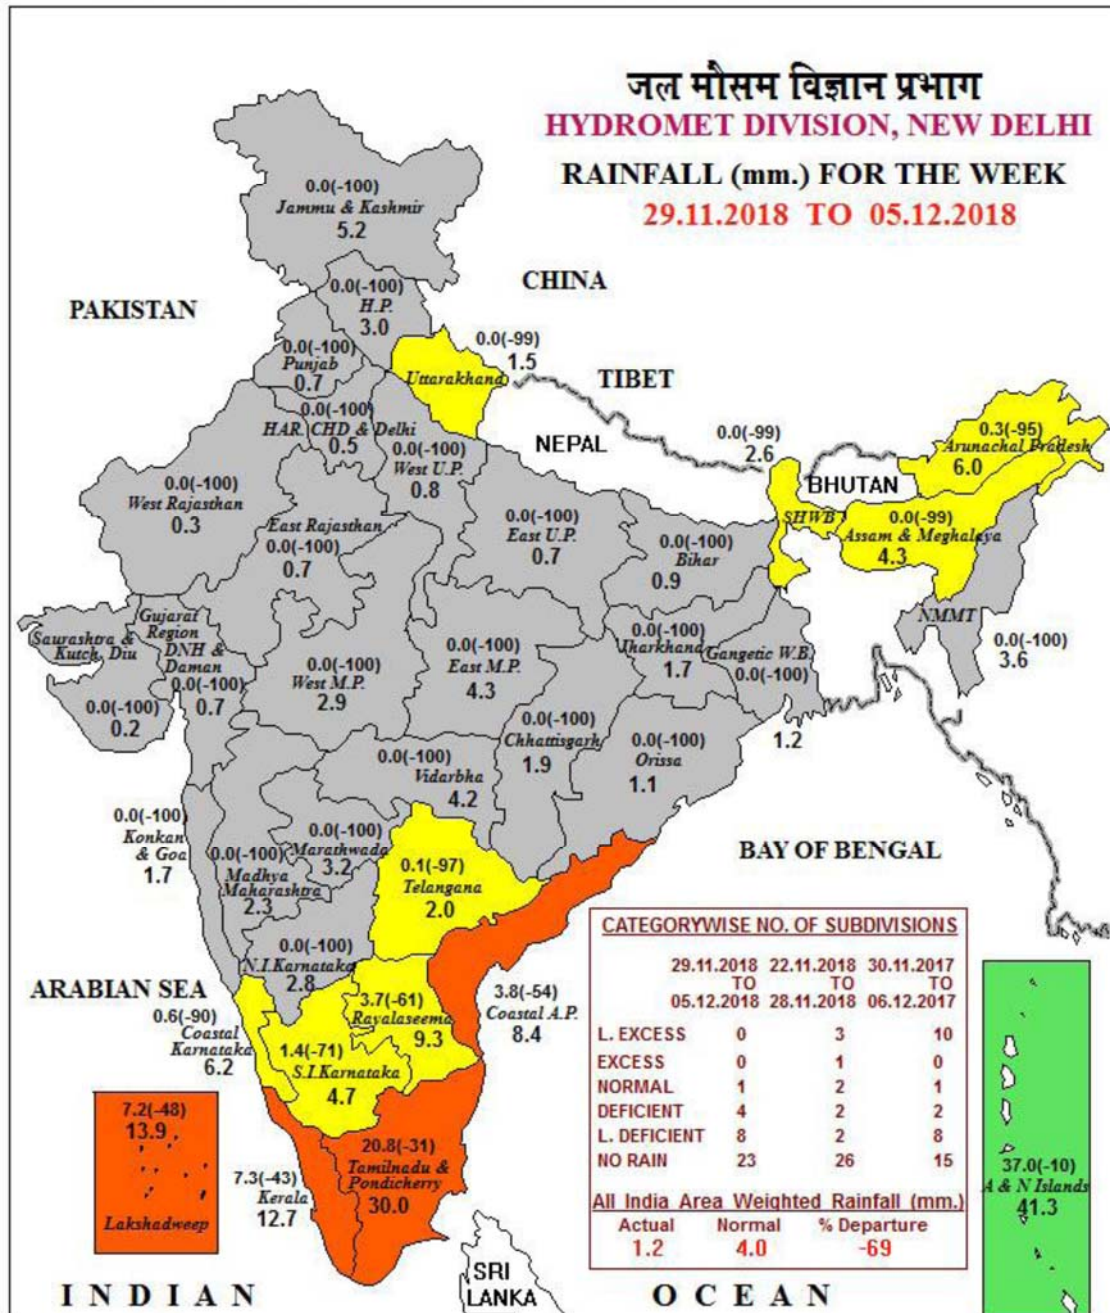 जल मौसम विज्ञान प्रभाग
HYDROMET DIVISION, NEW DELHI
RAINFALL (mm.) FOR THE WEEK
29.11.2018 TO 05.12.2018
0.0(-100)
Jammu & Kashmir
5.2
CHINA
PAKISTAN
0.0(-100)
H.P.
3.0
0.0(-100)
Punjab
0.7
0.0(-99)
1.5
Uttarakhand
TIBET
0.0(-100)
HAR. CHD & Delhi
0.5
NEPAL
0.0(-99)
2.6
0.3(-95)
Arunachal Pradesh
6.0
0.0(-100)
West U.P.
0.8
0.0(-100)
West Rajasthan
0.3
BHUTAN
SHWB
0.0(-99)
Assam & Meghalaya
4.3
East Rajasthan
0.0(-100)
0.7
0.0(-100)
East U.P.
0.7
0.0(-100)
Bihar
0.9
NMMT
0.0(-100)
3.6
Saurashtra &
Kutch, Diu
0.0(-100)
0.2
Gujarat
Region
DNH &
Daman
0.0(-100)
0.7
0.0(-100)
West M.P.
2.9
0.0(-100)
East M.P.
4.3
0.0(-100)
Jharkhand
1.7
Gangetic W.B.
0.0(-100)
1.2
0.0(-100)
Chhattisgarh
1.9
0.0(-100)
Orissa
1.1
0.0(-100)
Vidarbha
4.2
0.0(-100)
Konkan
& Goa
1.7
0.0(-100)
Madhya
Maharashtra
2.3
0.0(-100)
Marathwada
3.2
0.1(-97)
Telangana
2.0
BAY OF BENGAL
0.0(-100)
N.I.Karnataka
2.8
ARABIAN SEA
0.6(-90)
Coastal
Karnataka
6.2
3.7(-61)
Rayalaseema
9.3
3.8(-54)
Coastal A.P.
8.4
1.4(-71)
S.I.Karnataka
4.7
7.2(-48)
13.9
Lakshadweep
7.3(-43)
Kerala
12.7
20.8(-31)
Tamilnadu &
Pondicherry
30.0
CATEGORYWISE NO. OF SUBDIVISIONS
29.11.2018 22.11.2018 30.11.2017
TO TO TO
05.12.2018 28.11.2018 06.12.2017
L. EXCESS 0 3 10
EXCESS 0 1 0
NORMAL 1 2 1
DEFICIENT 4 2 2
L. DEFICIENT 8 2 8
NO RAIN 23 26 15
All India Area Weighted Rainfall (mm.)
Actual Normal % Departure
1.2 4.0 -69
37.0(-10)
A & N Islands
41.3
SRI
LANKA
INDIAN OCEAN